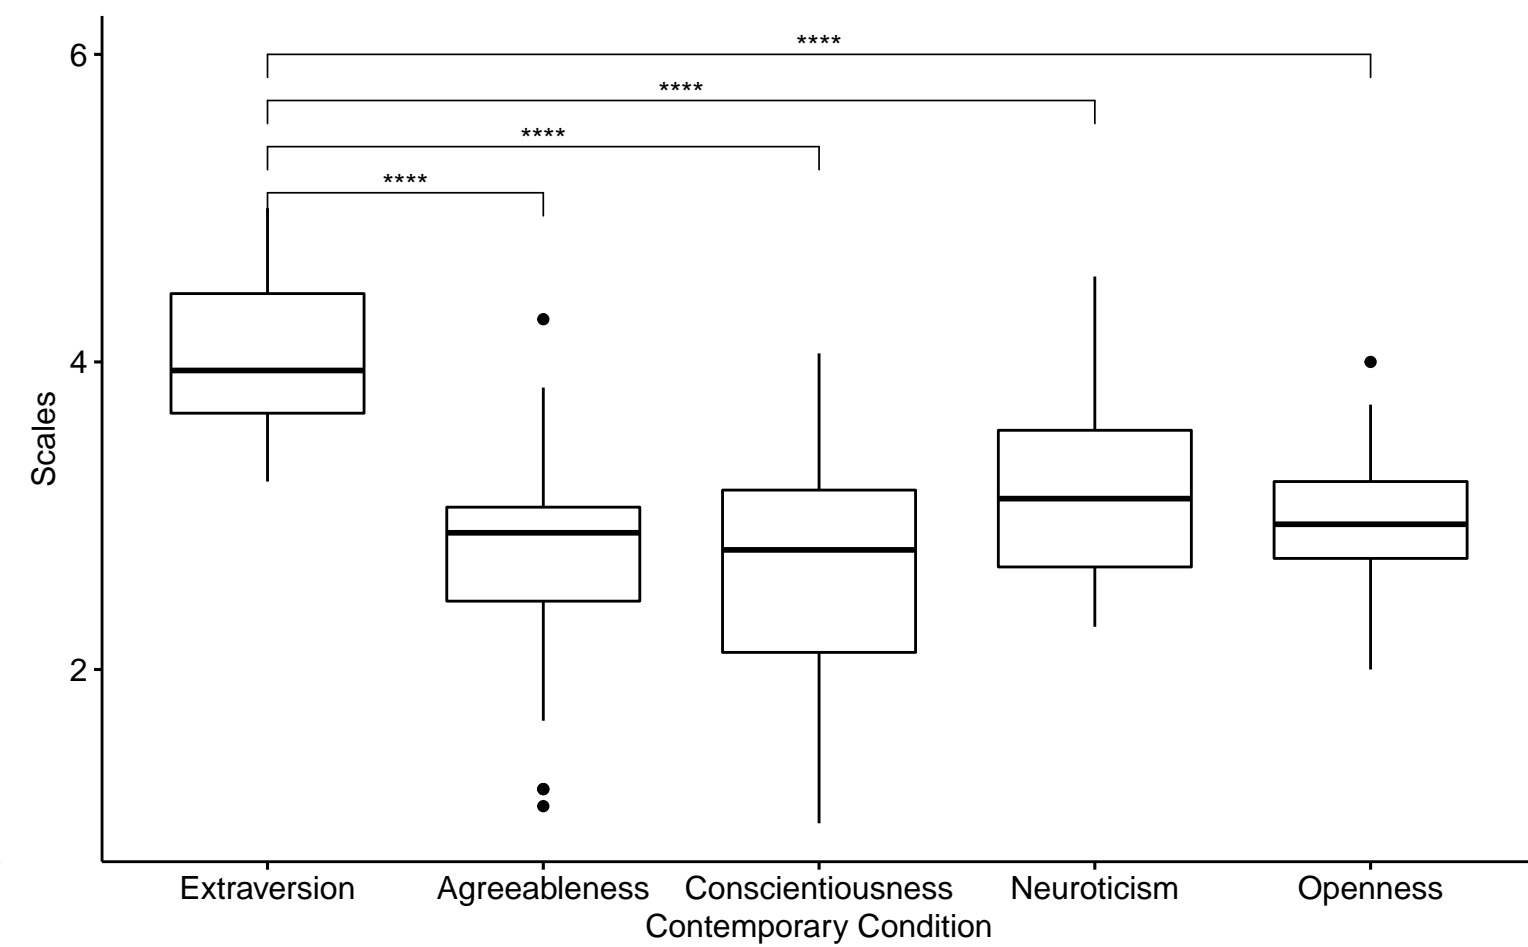 6
****
****
****
****
4
Scales
2
Extraversion Agreeableness Conscientiousness Neuroticism Openness
Contemporary Condition